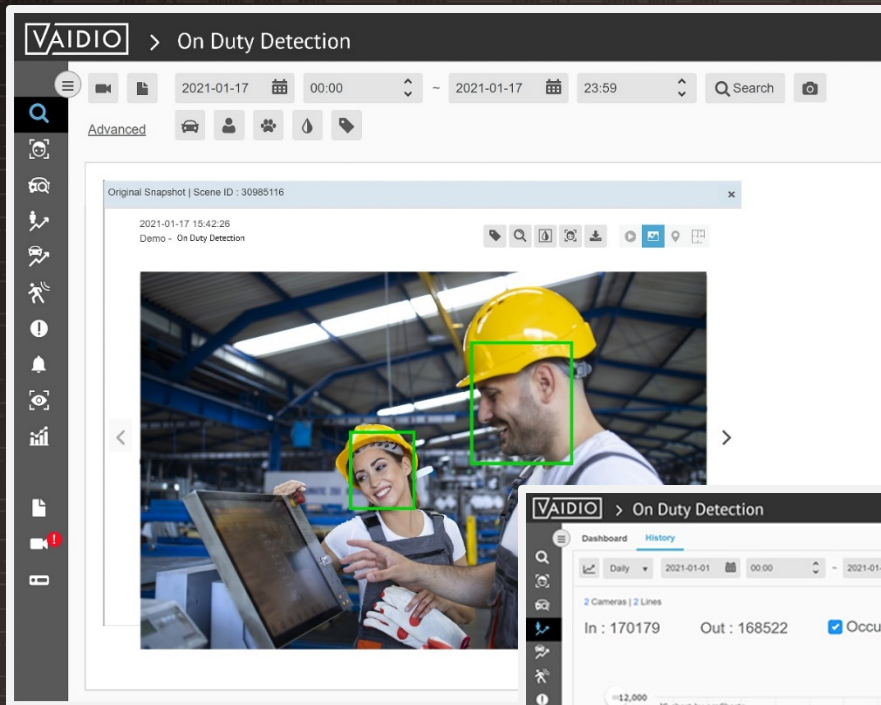 VAIDIO > On Duty Detection
2021-01-17 00:00 ~ 2021-01-17 23:59 Search
Advanced
Original Snapshot | Scene ID : 30985116 ×
2021-01-17 15:42:26
Demo - On Duty Detection
VAIDIO > On Duty Detection
Dashboard History
Daily 2021-01-01 00:00 ~ 2021-01-
2 Cameras | 2 Lines
In : 170179 Out : 168522 Occu
12,000